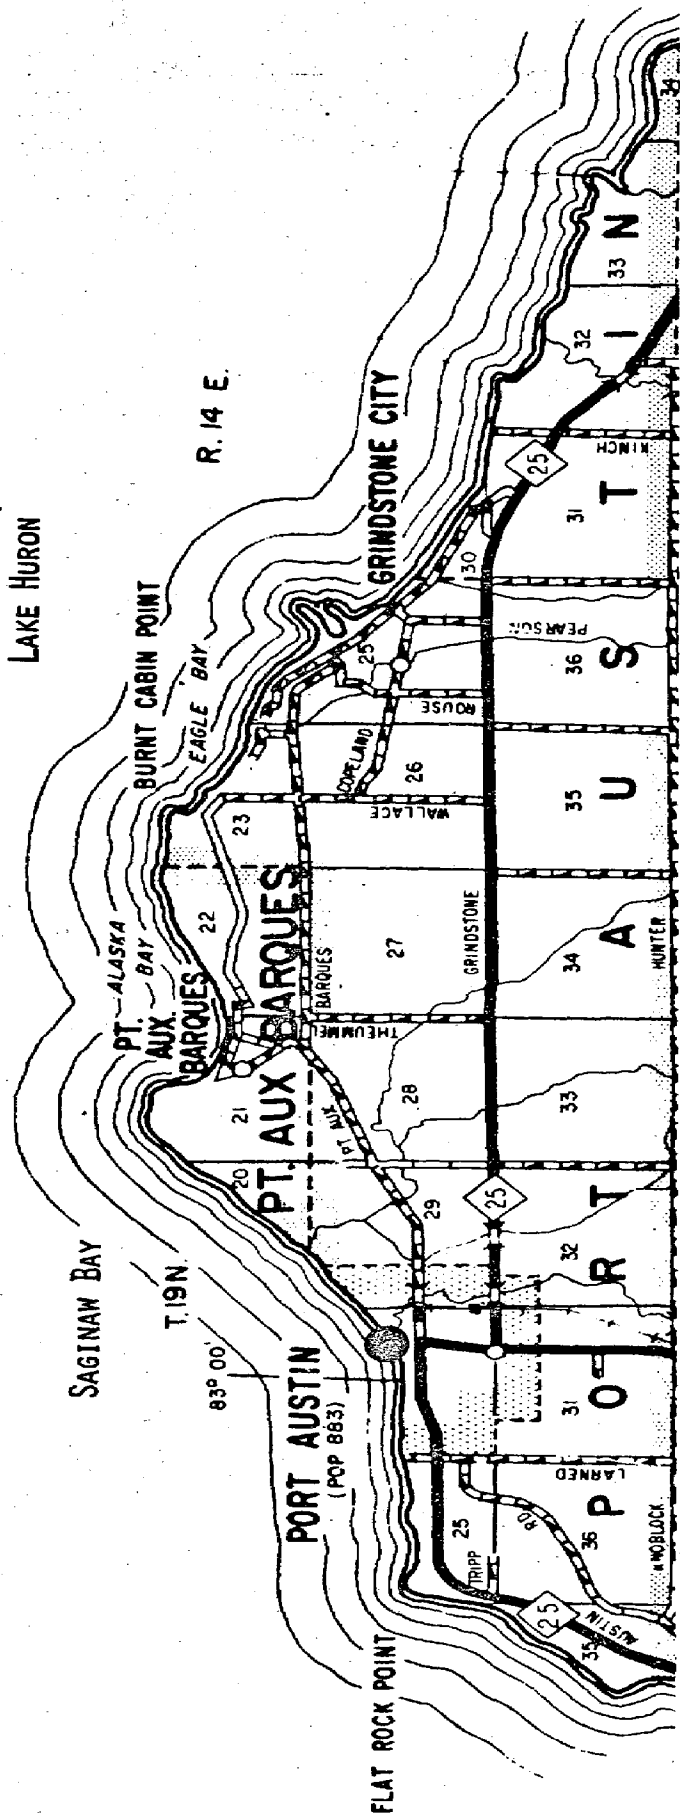 LAKE HURON
SAGINAW BAY
T. 19 N.
R. 14 E.
83° 00'
FLAT ROCK POINT
PORT AUSTIN
(POP 883)
PT.
AUX.
BARQUES
ALASKA
BAY
BURNT CABIN POINT
EAGLE BAY
GRINDSTONE CITY
PT. AUX BARQUES
20
21
22
23
PT. AUX
BARQUES
THEUMMEL
COPELAND
WALLACE
ROUSE
PEARSON
KINCH
25
29
28
27
26
25
30
TRIPP
25
25
25
GRINDSTONE
RD
AUSTIN
LARNED
35
36
31
32
33
34
35
36
31
32
33
34
PORT AUSTIN
KNOBLOCK
HUNTER